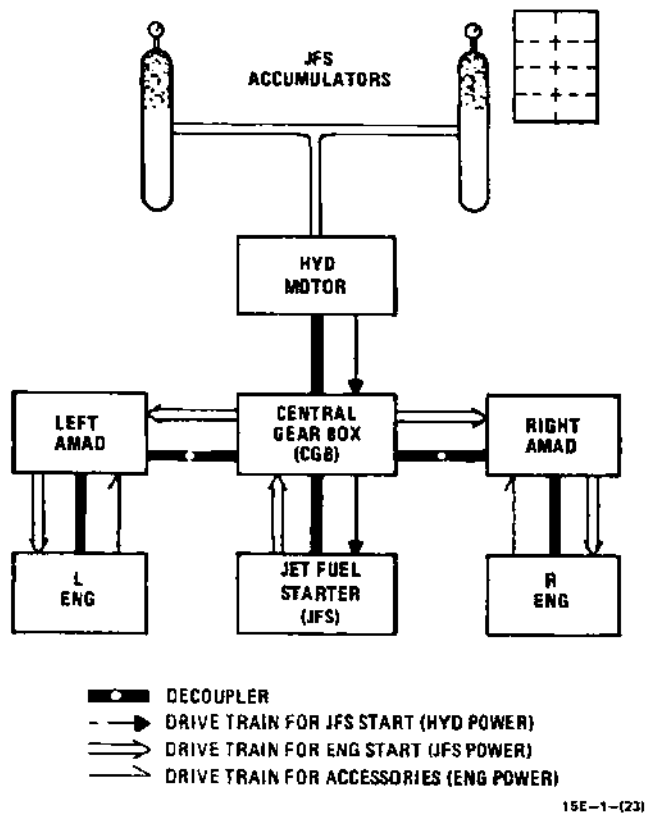 JFS
ACCUMULATORS
HYD
MOTOR
LEFT
AMAD
CENTRAL
GEAR BOX
(CGB)
RIGHT
AMAD
L
ENG
JET FUEL
STARTER
(JFS)
R
ENG
DECOUPLER
DRIVE TRAIN FOR JFS START (HYD POWER)
DRIVE TRAIN FOR ENG START (JFS POWER)
DRIVE TRAIN FOR ACCESSORIES (ENG POWER)
15E-1-(23)